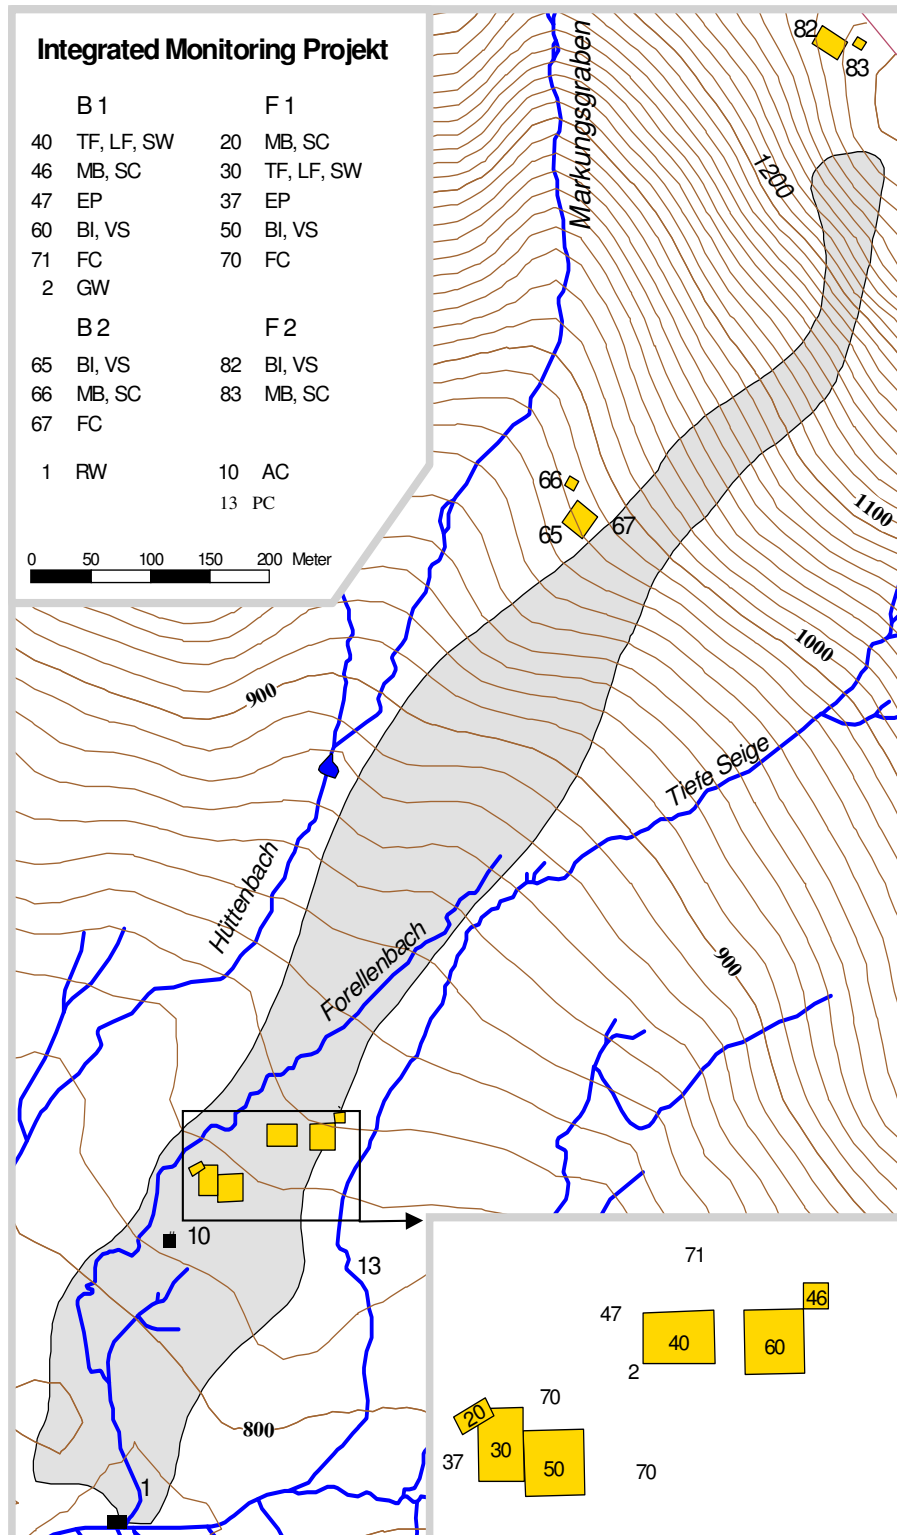 Integrated Monitoring Projekt
B 1
40 TF, LF, SW
46 MB, SC
47 EP
60 BI, VS
71 FC
2 GW
F 1
20 MB, SC
30 TF, LF, SW
37 EP
50 BI, VS
70 FC
B 2
65 BI, VS
66 MB, SC
67 FC
F 2
82 BI, VS
83 MB, SC
1 RW
10 AC
13 PC
0 50 100 150 200 Meter
Markungsgraben
82
83
1200
66
65
67
1100
1000
900
Tiefe Seige
Hüttenbach
Forellenbach
900
10
13
800
1
71
47
46
40
60
2
70
20
30
50
37
70